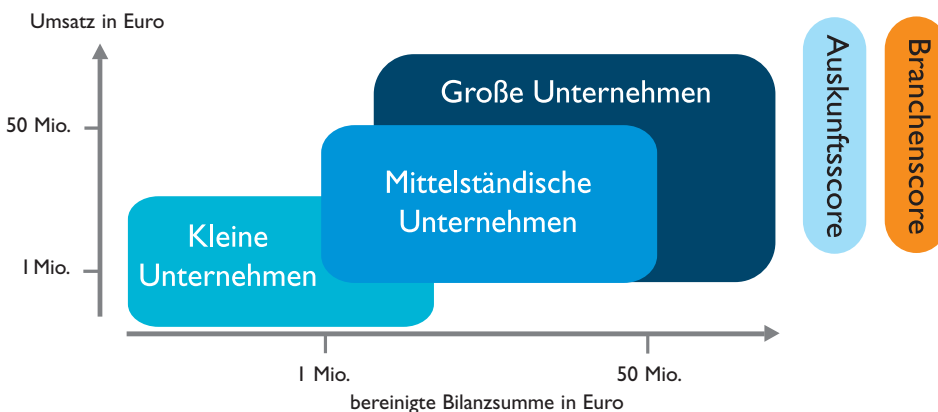 Umsatz in Euro
50 Mio.
1 Mio.
Große Unternehmen
Mittelständische
Unternehmen
Kleine
Unternehmen
1 Mio.
50 Mio.
bereinigte Bilanzsumme in Euro
Auskunftsscore
Branchenscore